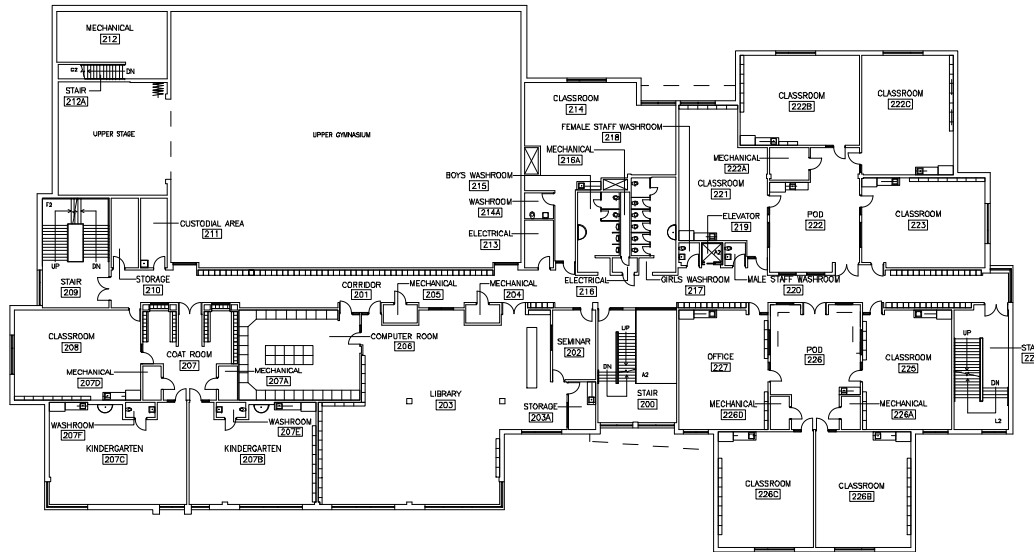 MECHANICAL
212
G2
DN
STAIR
212A
UPPER STAGE
UPPER GYMNASIUM
CLASSROOM
214
FEMALE STAFF WASHROOM
218
MECHANICAL
216A
BOYS WASHROOM
215
WASHROOM
214A
ELECTRICAL
213
CLASSROOM
222B
CLASSROOM
222C
MECHANICAL
222A
CLASSROOM
221
POD
222
CLASSROOM
223
ELEVATOR
219
F2
UP
DN
CUSTODIAL AREA
211
STAIR
209
STORAGE
210
CORRIDOR
201
MECHANICAL
205
MECHANICAL
204
ELECTRICAL
216
GIRLS WASHROOM
217
MALE STAFF WASHROOM
220
CLASSROOM
208
COAT ROOM
207
COMPUTER ROOM
206
MECHANICAL
207D
MECHANICAL
207A
LIBRARY
203
SEMINAR
202
STORAGE
203A
UP
DN
A2
STAIR
200
OFFICE
227
POD
226
CLASSROOM
225
MECHANICAL
226D
MECHANICAL
226A
UP
DN
L2
WASHROOM
207F
KINDERGARTEN
207C
WASHROOM
207E
KINDERGARTEN
207B
CLASSROOM
226C
CLASSROOM
226B